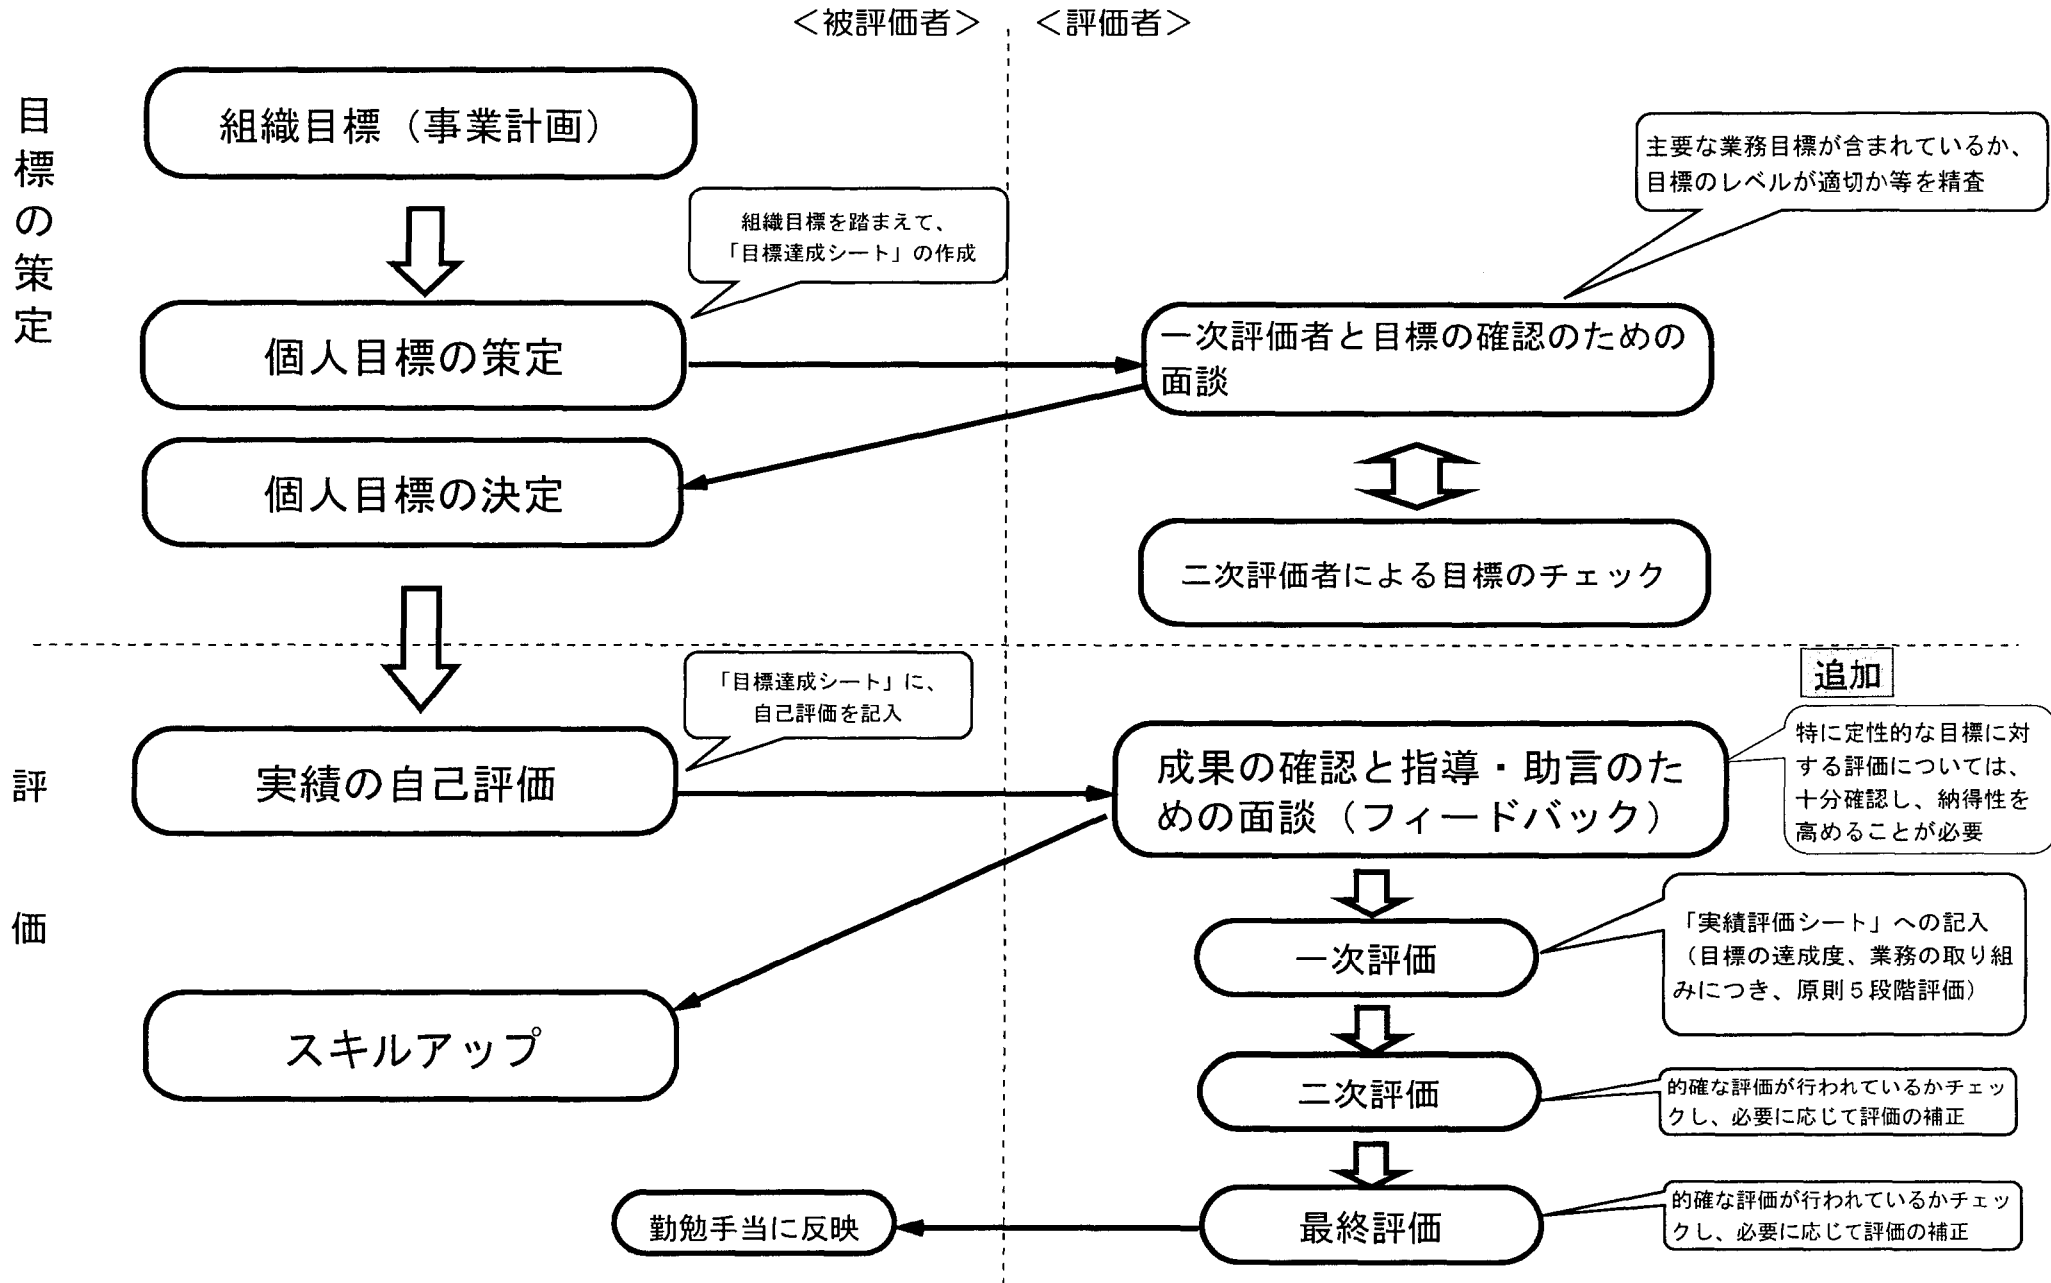 ＜被評価者＞
＜評価者＞
目標の策定
組織目標（事業計画）
組織目標を踏まえて、
「目標達成シート」の作成
主要な業務目標が含まれているか、
目標のレベルが適切か等を精査
個人目標の策定
一次評価者と目標の確認のための
面談
個人目標の決定
二次評価者による目標のチェック
評価
「目標達成シート」に、
自己評価を記入
追加
実績の自己評価
成果の確認と指導・助言のた
めの面談（フィードバック）
特に定性的な目標に対
する評価については、
十分確認し、納得性を
高めることが必要
一次評価
「実績評価シート」への記入
（目標の達成度、業務の取り組
みにつき、原則５段階評価）
スキルアップ
二次評価
的確な評価が行われているかチェッ
クし、必要に応じて評価の補正
勤勉手当に反映
最終評価
的確な評価が行われているかチェッ
クし、必要に応じて評価の補正